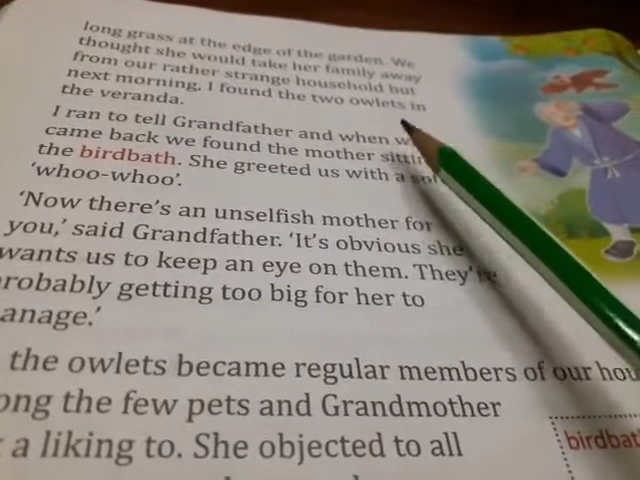 long grass at the edge of the garden. We
thought she would take her family away
from our rather strange household but
next morning, I found the two owlets in
the veranda.
I ran to tell Grandfather and when
came back we found the mother
the birdbath. She greeted us with a
'whoo-whoo'.
'Now there's an unselfish mother for
you,' said Grandfather. 'It's obvious she
wants us to keep an eye on them. They're
robably getting too big for her to
anage.'
the owlets became regular members of our
ong the few pets and Grandmother
a liking to. She objected to all
birdbat